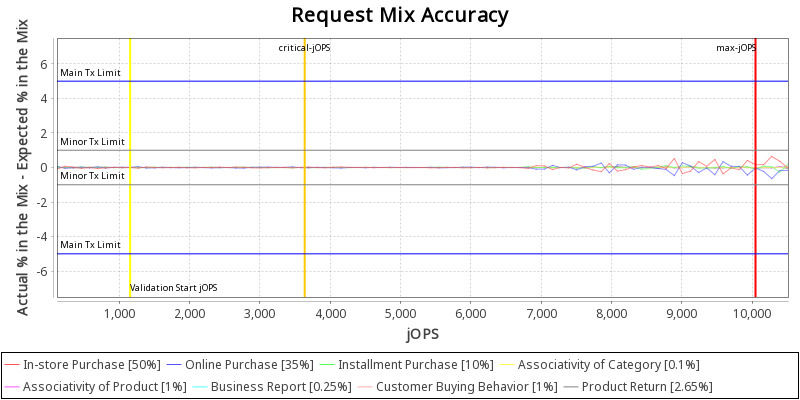 Request Mix Accuracy
critical-jOPS
max-jOPS
Actual % in the Mix - Expected % in the Mix
6
Main Tx Limit
4
2
Minor Tx Limit
0
Minor Tx Limit
-2
-4
Main Tx Limit
-6
Validation Start jOPS
1,000 2,000 3,000 4,000 5,000 6,000 7,000 8,000 9,000 10,000
jOPS
In-store Purchase [50%] Online Purchase [35%] Installment Purchase [10%] Associativity of Category [0.1%]
Associativity of Product [1%] Business Report [0.25%] Customer Buying Behavior [1%] Product Return [2.65%]